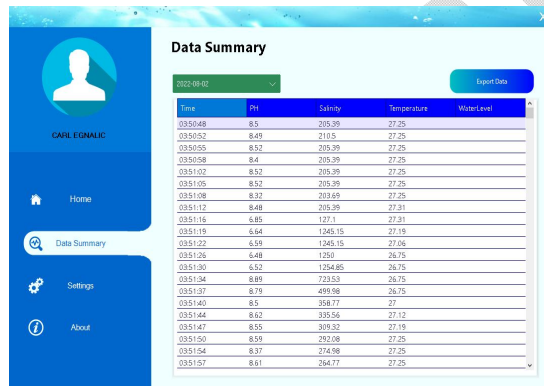 Data Summary
2022-08-02
Export Data
CARL EGNALIC
Home
Data Summary
Settings
About
Time PH Salinity Temperature WaterLevel
03:50:48 8.5 205.39 27.25
03:50:52 8.49 210.5 27.25
03:50:55 8.52 205.39 27.25
03:50:58 8.4 205.39 27.25
03:51:02 8.52 205.39 27.25
03:51:05 8.52 205.39 27.25
03:51:08 8.32 203.69 27.25
03:51:12 8.48 205.39 27.31
03:51:16 6.85 127.1 27.31
03:51:19 6.64 1245.15 27.19
03:51:22 6.59 1245.15 27.06
03:51:26 6.48 1250 26.75
03:51:30 6.52 1254.85 26.75
03:51:34 8.89 723.53 26.75
03:51:37 8.79 499.98 26.75
03:51:40 8.5 358.77 27
03:51:44 8.62 335.56 27.12
03:51:47 8.55 309.32 27.19
03:51:50 8.59 292.08 27.25
03:51:54 8.37 274.98 27.25
03:51:57 8.61 264.77 27.25